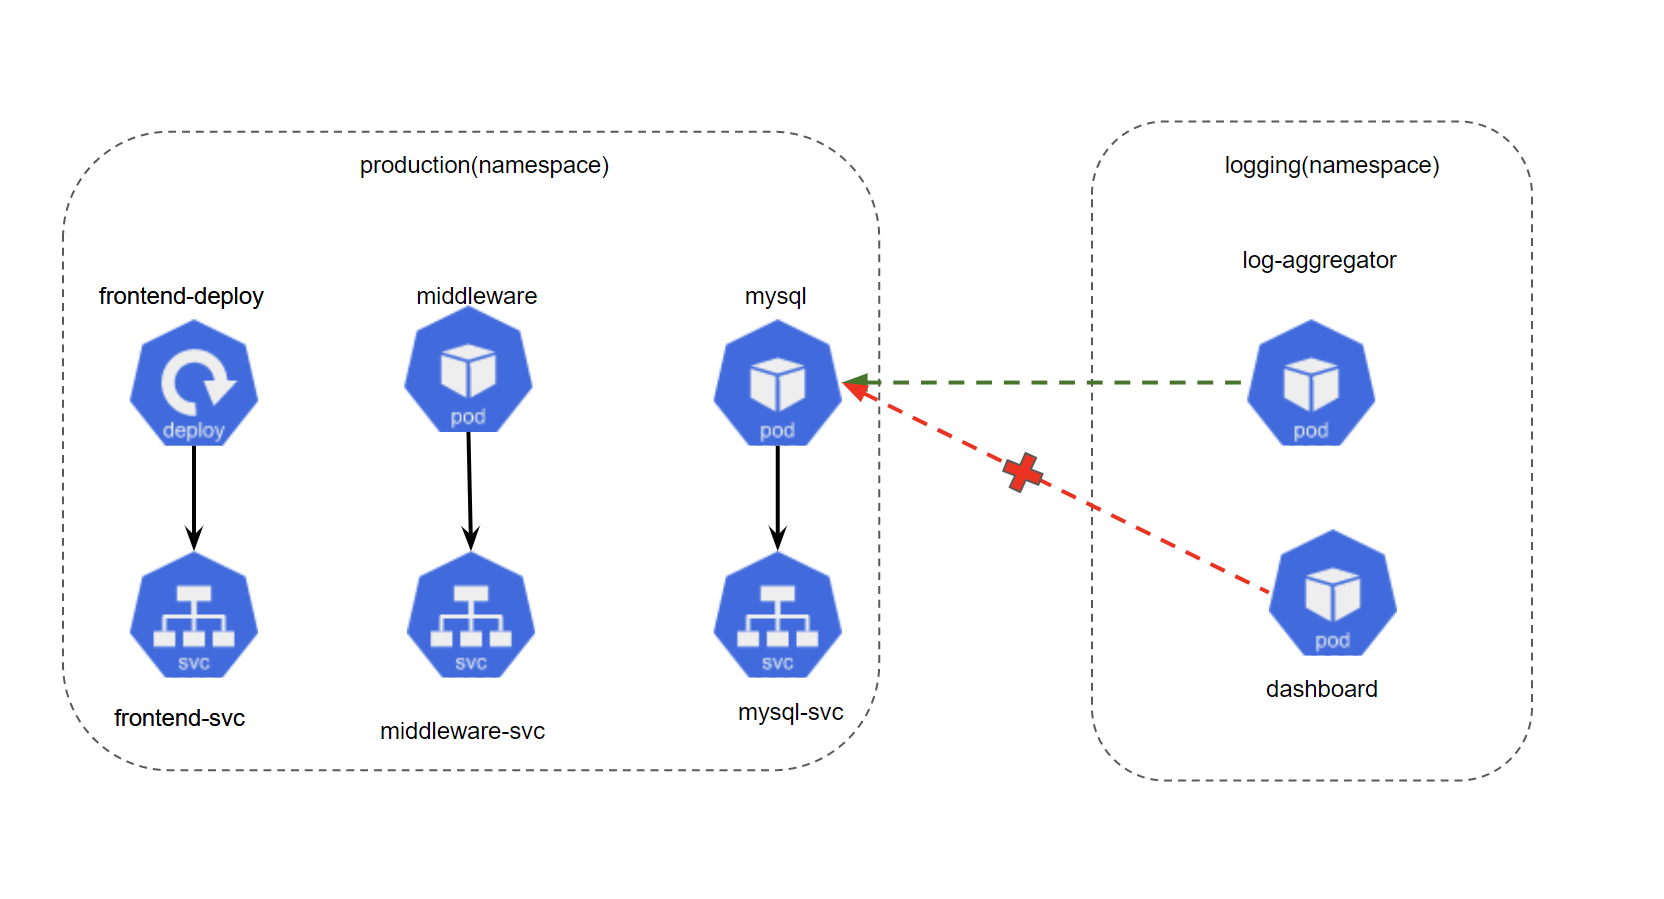 production(namespace)
logging(namespace)
log-aggregator
frontend-deploy
middleware
mysql
deploy
pod
pod
pod
svc
svc
svc
pod
frontend-svc
middleware-svc
mysql-svc
dashboard